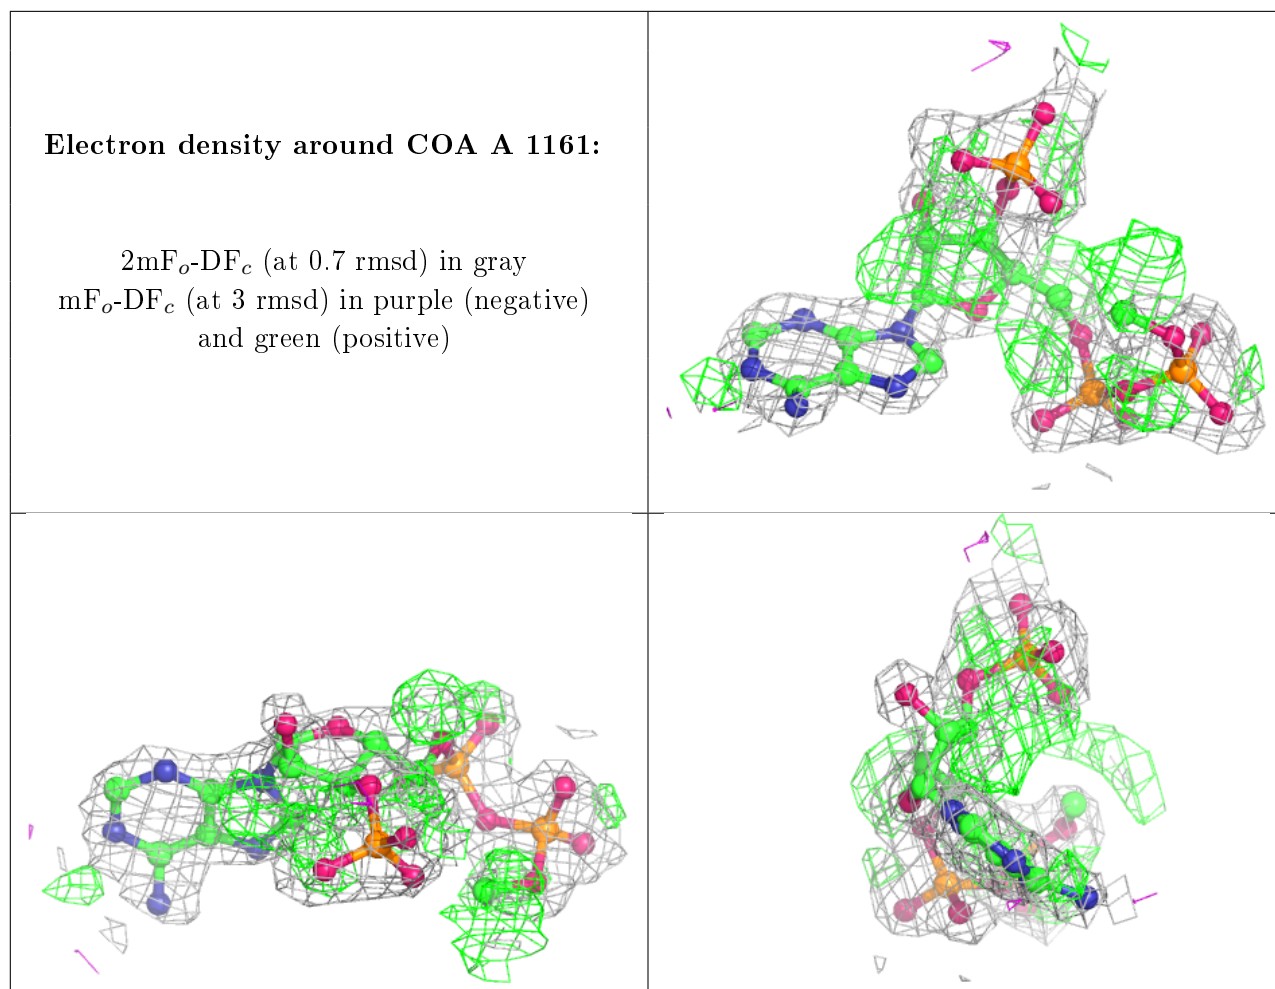 Electron density around COA A 1161:
2mFₒ-DF𝒸 (at 0.7 rmsd) in gray
mFₒ-DF𝒸 (at 3 rmsd) in purple (negative)
and green (positive)